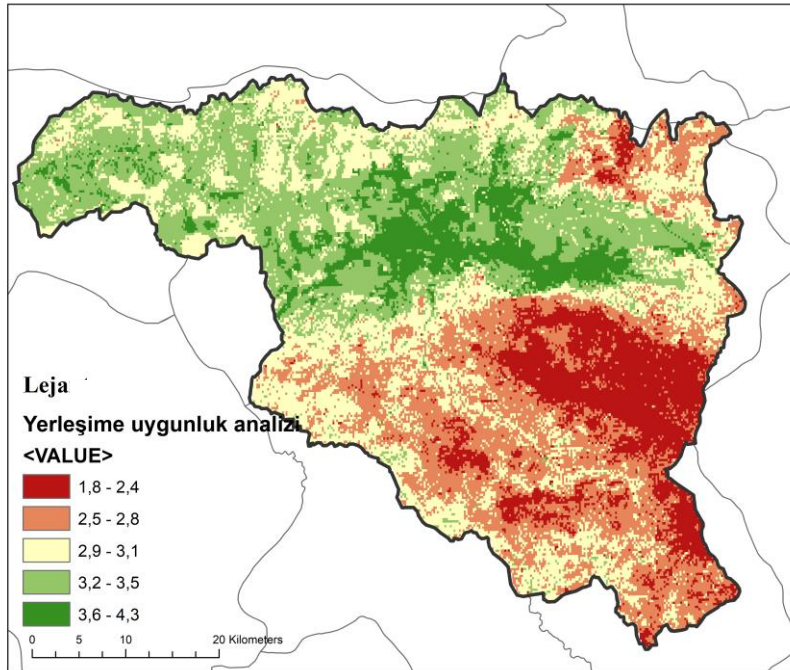 Leja
Yerleşime uygunluk analizi
<VALUE>
1,8 - 2,4
2,5 - 2,8
2,9 - 3,1
3,2 - 3,5
3,6 - 4,3
0 5 10 20 Kilometers